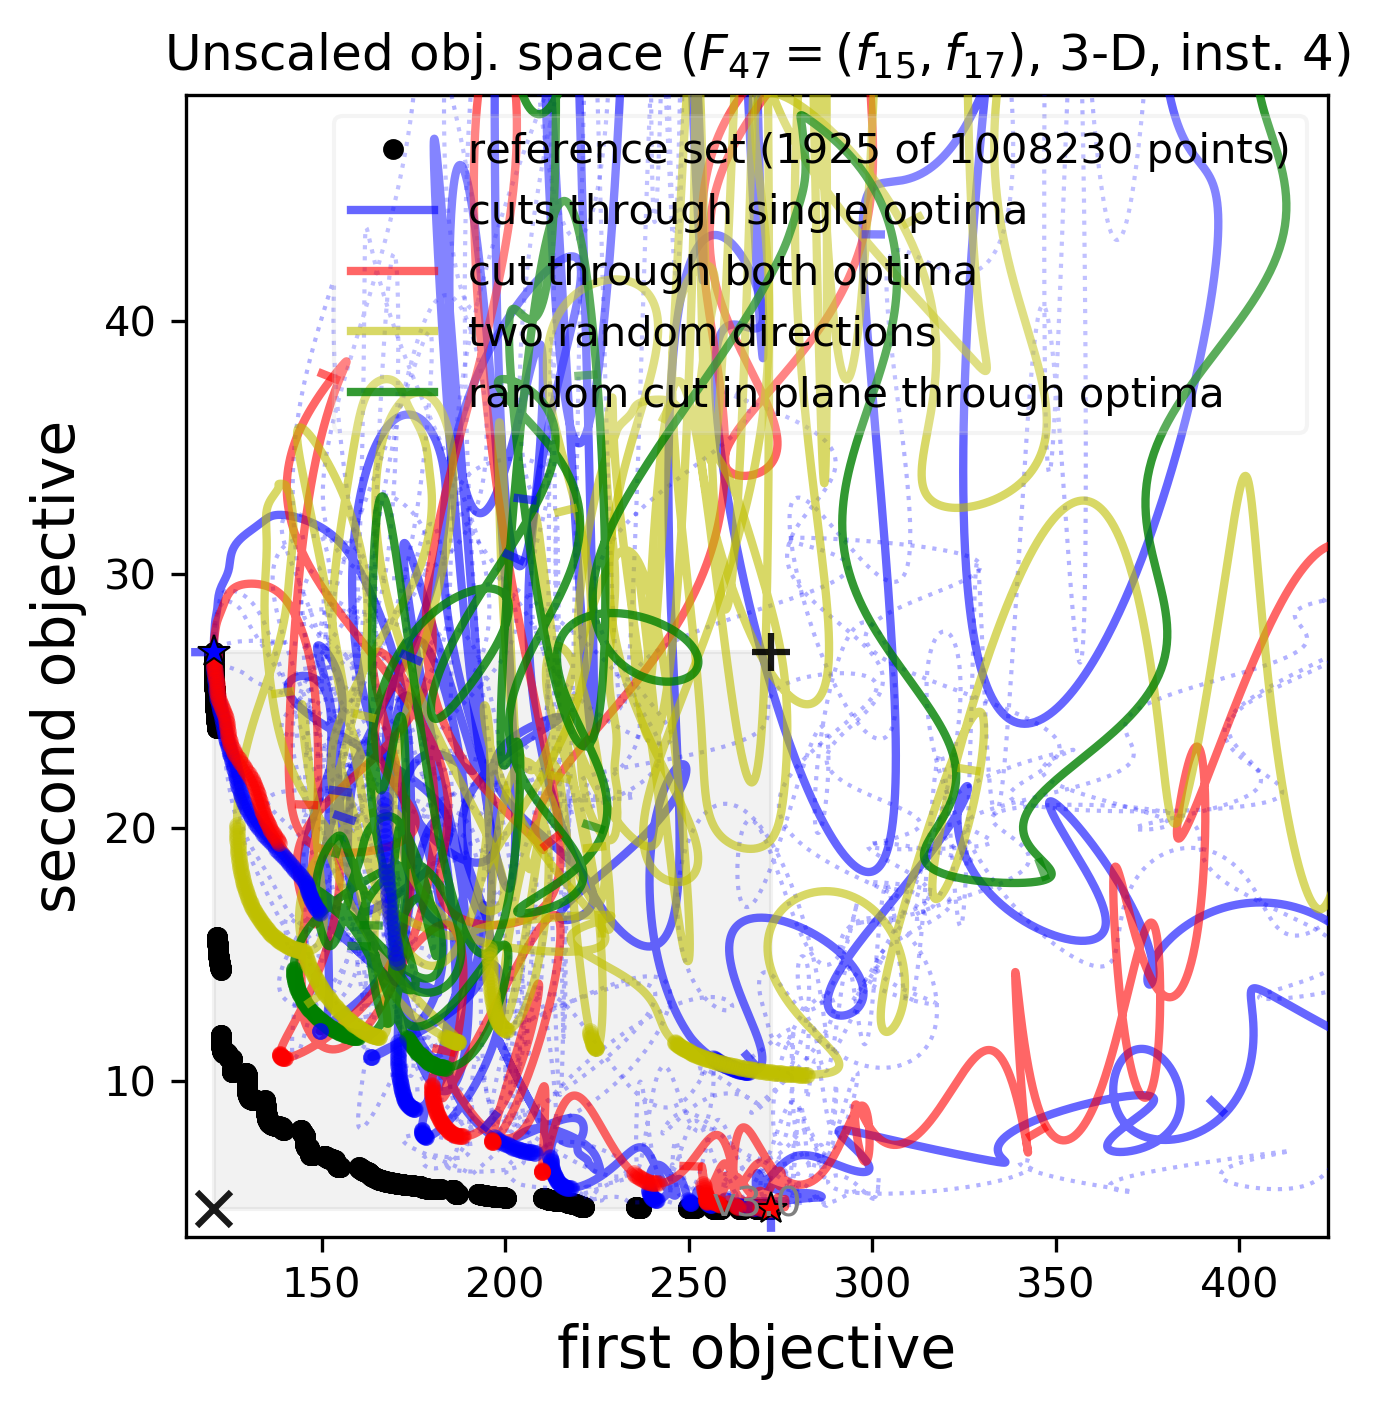 Unscaled obj. space (F₄₇ = (f₁₅, f₁₇), 3-D, inst. 4)
reference set (1925 of 1008230 points)
cuts through single optima
cut through both optima
two random directions
random cut in plane through optima
second objective
40
30
20
10
150
200
250
300
350
400
first objective